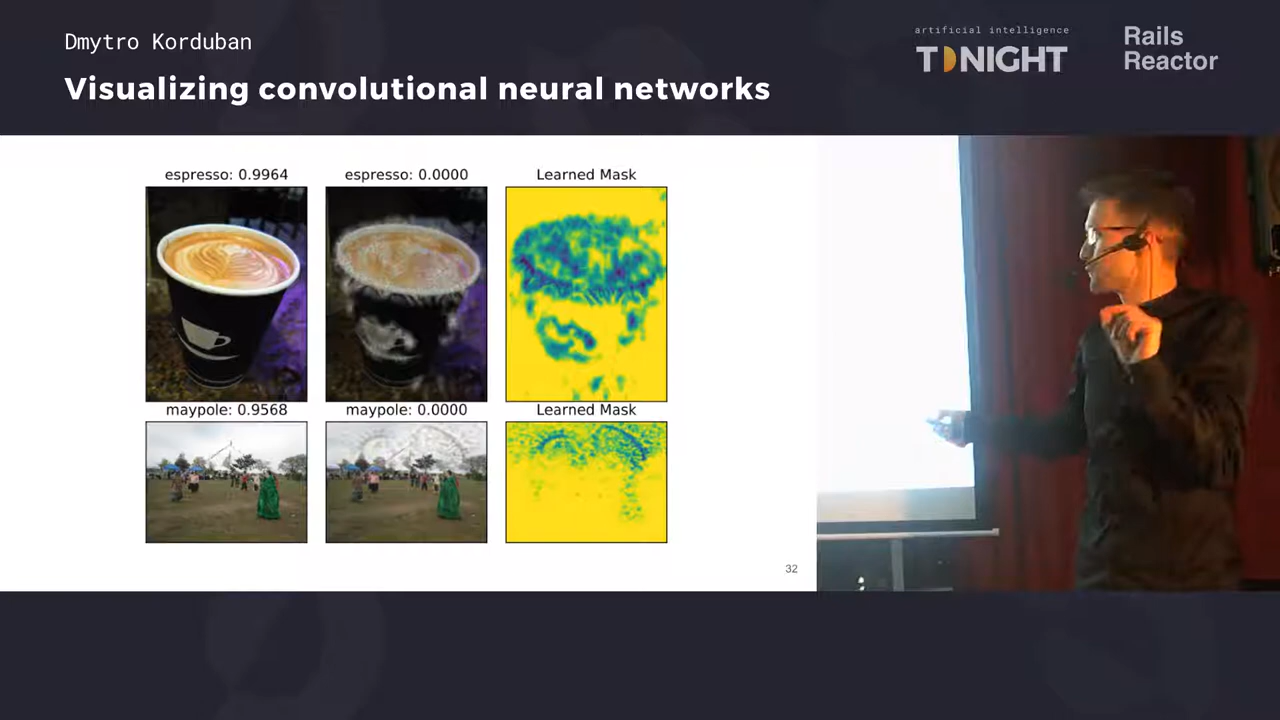 Dmytro Korduban
Visualizing convolutional neural networks
artificial intelligence
TONIGHT
Rails
Reactor
espresso: 0.9964
espresso: 0.0000
Learned Mask
maypole: 0.9568
maypole: 0.0000
Learned Mask
32